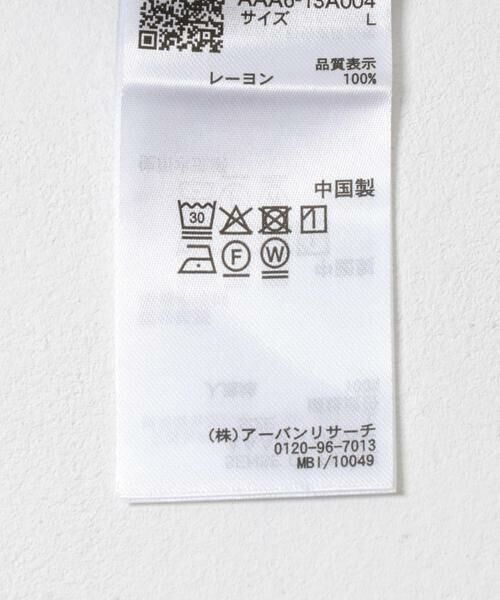 AAA6-13A004
サイズ L
品質表示
レーヨン 100%
中国製
30
F W
(株)アーバンリサーチ
0120-96-7013
MBI/10049